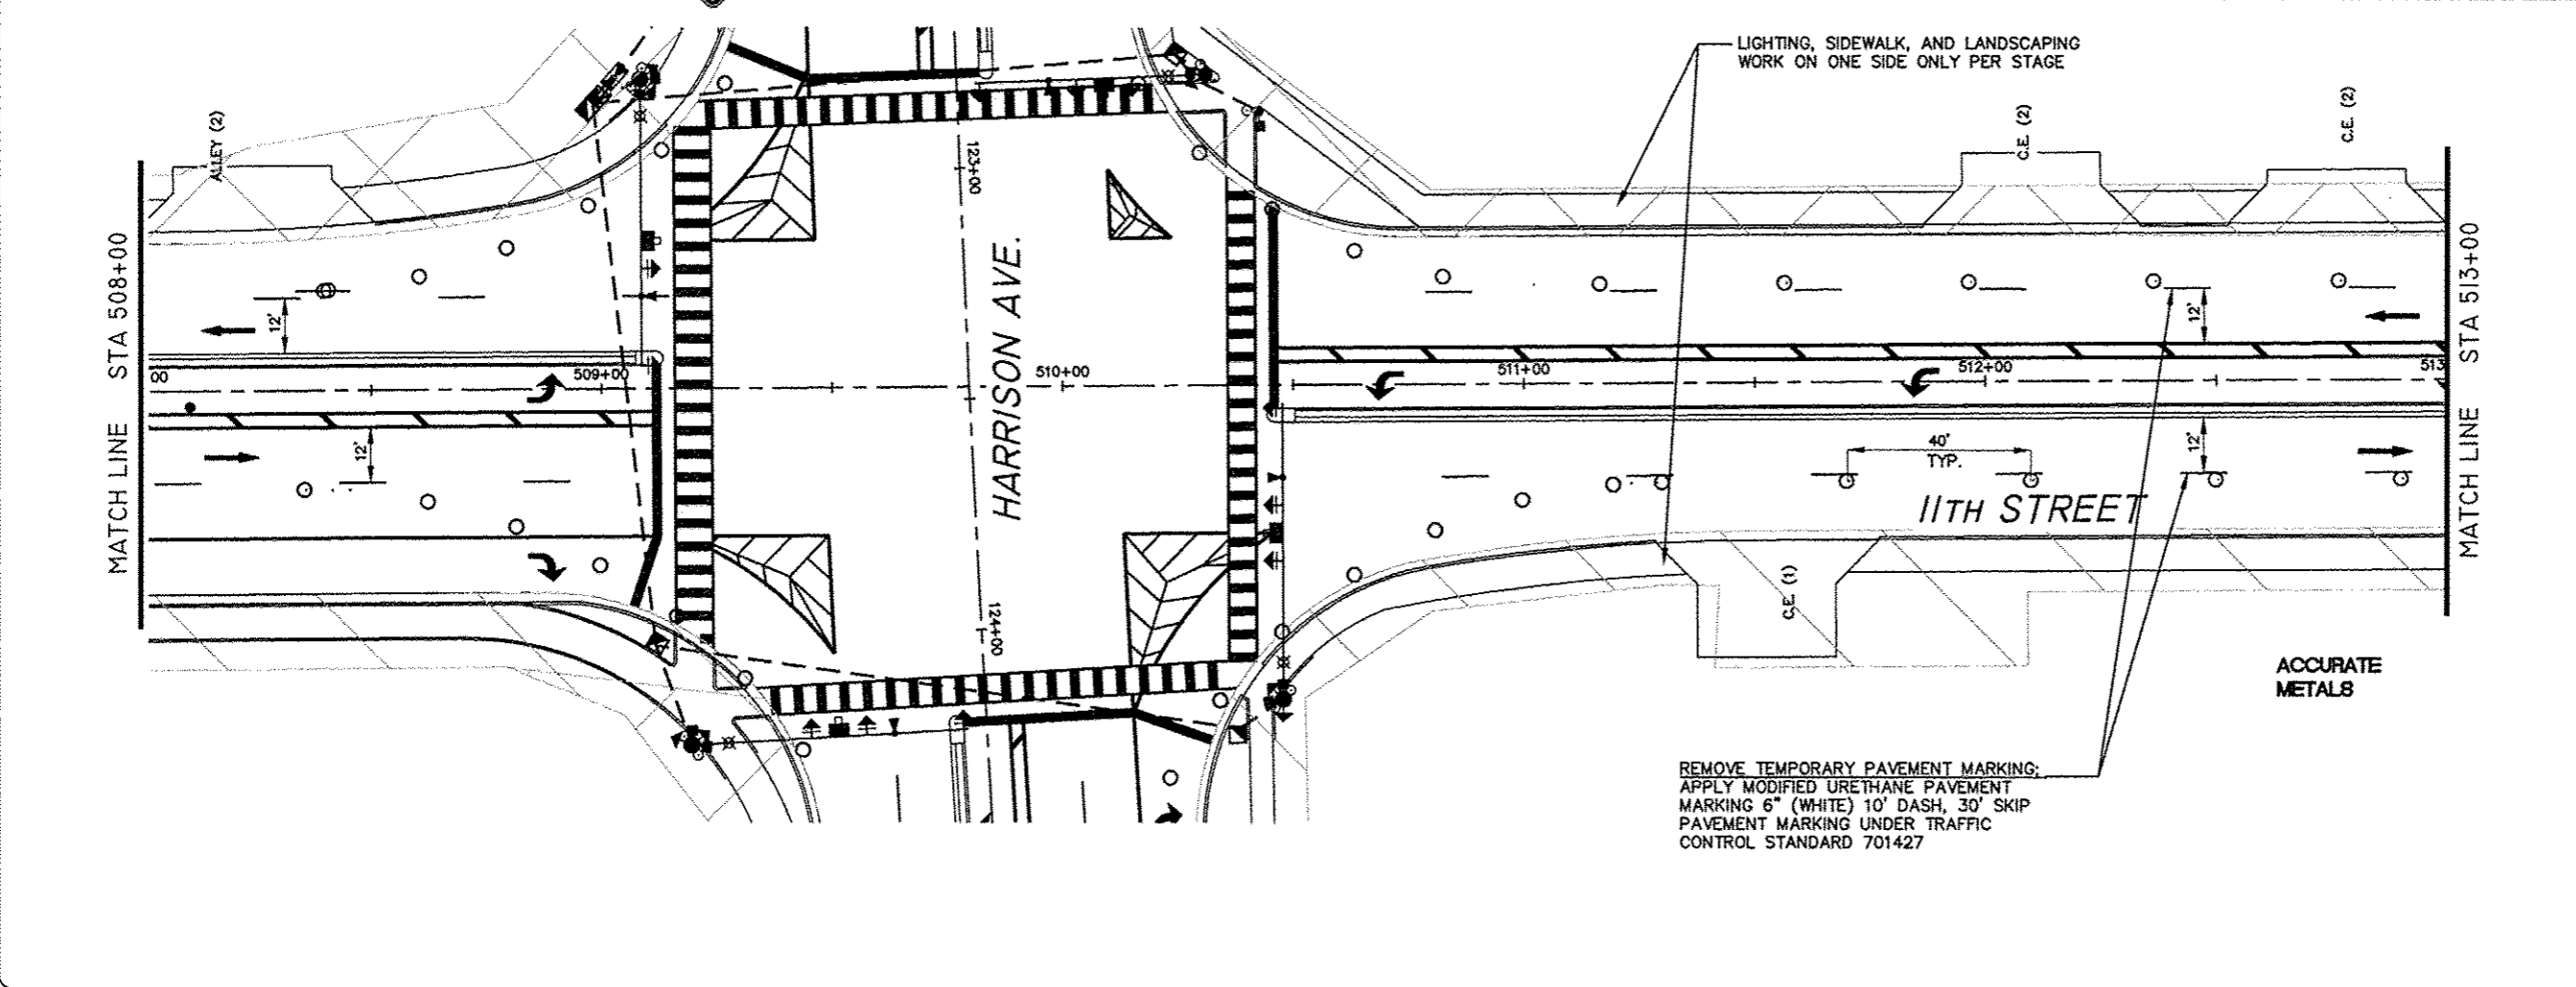 LIGHTING, SIDEWALK, AND LANDSCAPING
WORK ON ONE SIDE ONLY PER STAGE
ALLEY (2)
C.E. (2)
C.E. (2)
123+00
HARRISON AVE.
MATCH LINE STA 508+00
MATCH LINE STA 513+00
12'
12'
00
509+00
510+00
511+00
512+00
513
12'
12'
40'
TYP.
11TH STREET
C.E. (1)
124+00
ACCURATE
METALS
REMOVE TEMPORARY PAVEMENT MARKING;
APPLY MODIFIED URETHANE PAVEMENT
MARKING 6" (WHITE) 10' DASH, 30' SKIP
PAVEMENT MARKING UNDER TRAFFIC
CONTROL STANDARD 701427